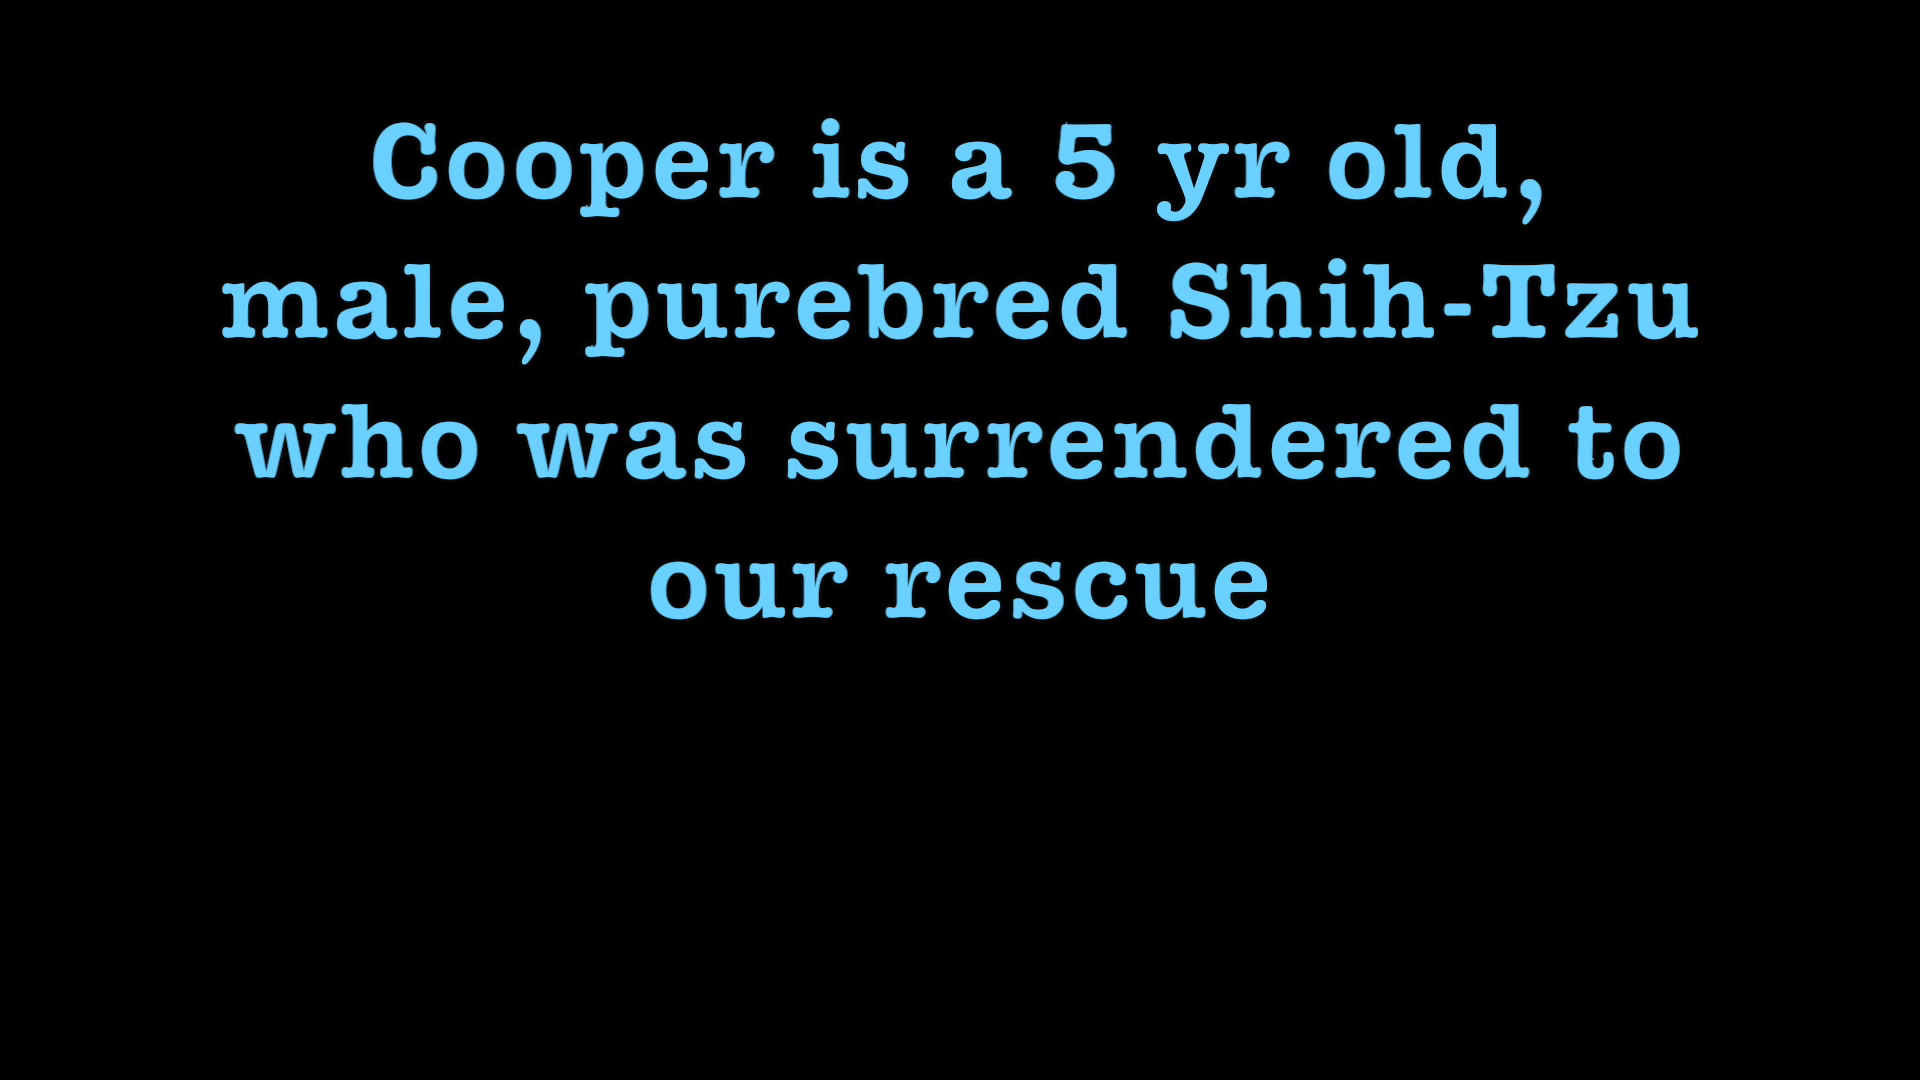 Cooper is a 5 yr old,
male, purebred Shih-Tzu
who was surrendered to
our rescue